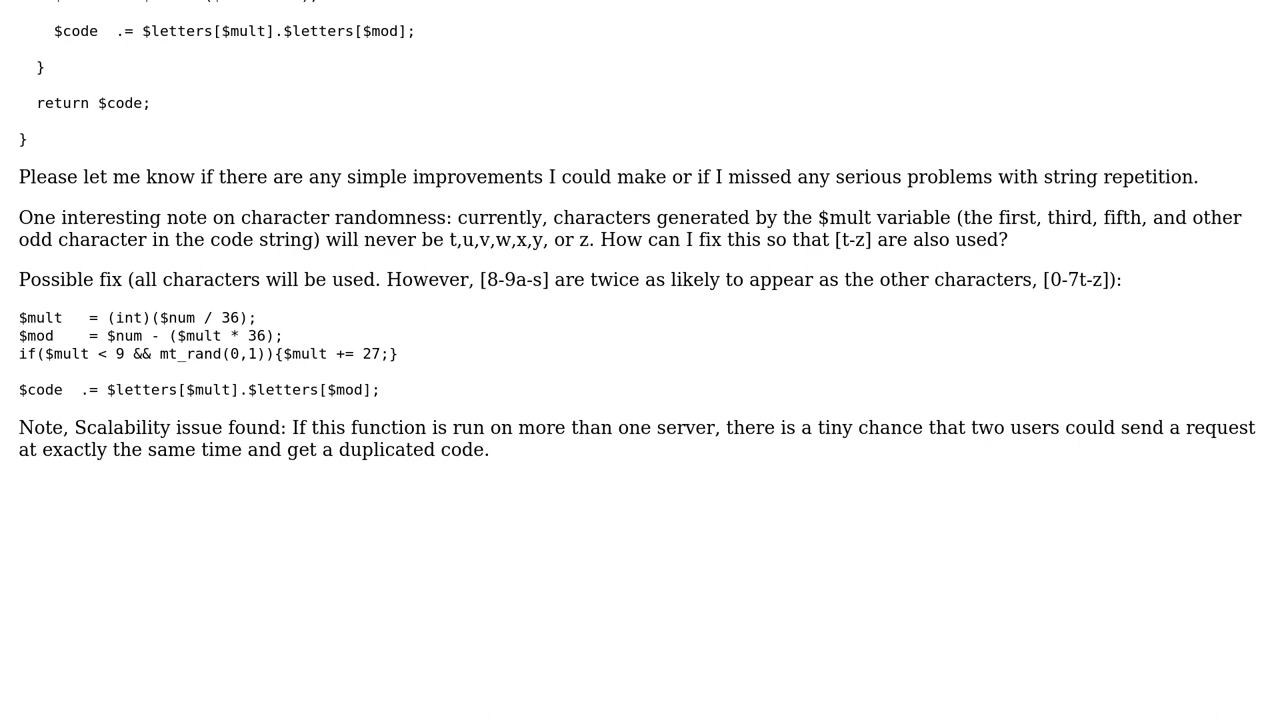 $code  .= $letters[$mult].$letters[$mod];
}
return $code;
}
Please let me know if there are any simple improvements I could make or if I missed any serious problems with string repetition.
One interesting note on character randomness: currently, characters generated by the $mult variable (the first, third, fifth, and other
odd character in the code string) will never be t,u,v,w,x,y, or z. How can I fix this so that [t-z] are also used?
Possible fix (all characters will be used. However, [8-9a-s] are twice as likely to appear as the other characters, [0-7t-z]):
$mult   = (int)($num / 36);
$mod    = $num - ($mult * 36);
if($mult < 9 && mt_rand(0,1)){$mult += 27;}
$code  .= $letters[$mult].$letters[$mod];
Note, Scalability issue found: If this function is run on more than one server, there is a tiny chance that two users could send a request
at exactly the same time and get a duplicated code.